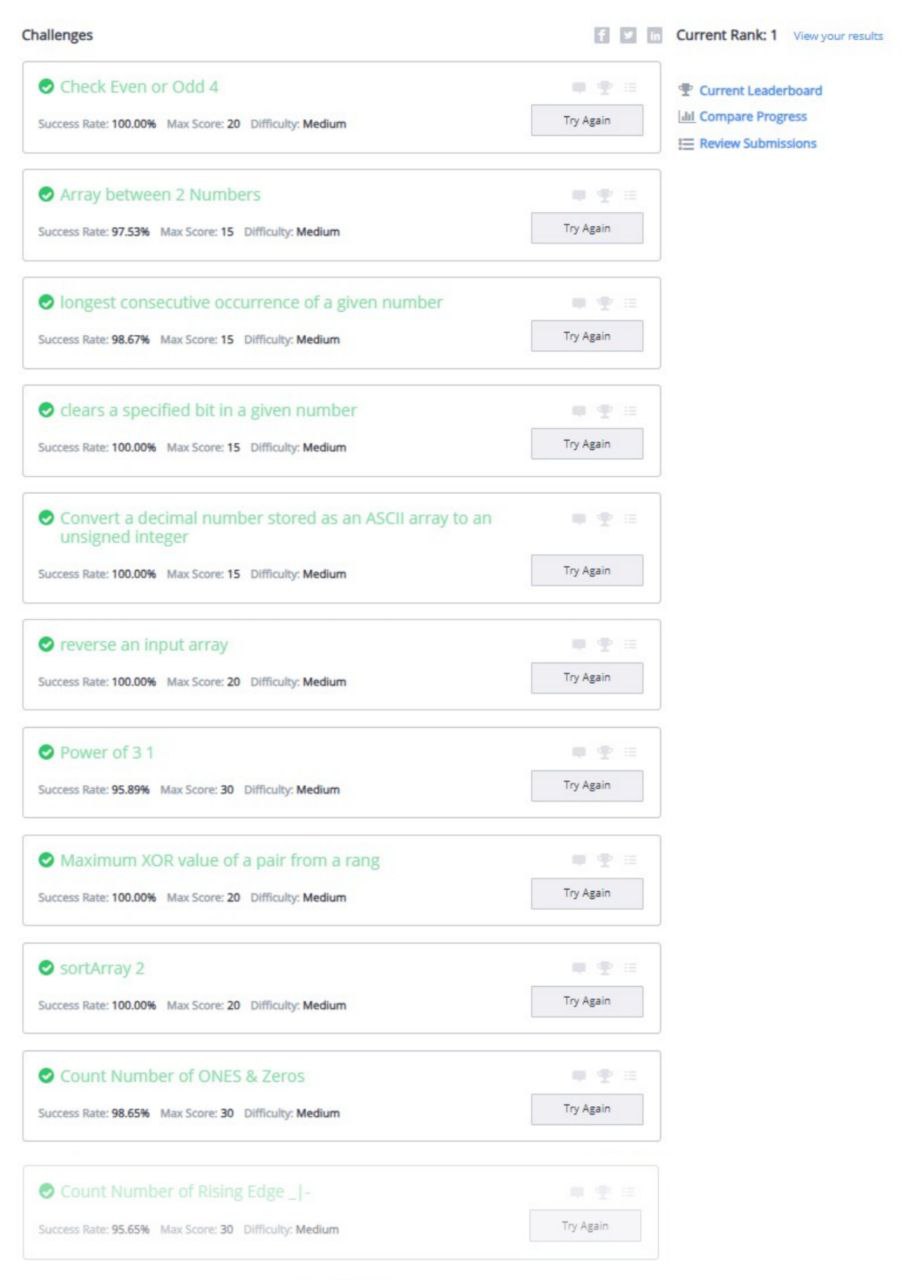 Challenges
Current Rank: 1 View your results
Check Even or Odd 4
Success Rate: 100.00% Max Score: 20 Difficulty: Medium
Try Again
Current Leaderboard
Compare Progress
Review Submissions
Array between 2 Numbers
Success Rate: 97.53% Max Score: 15 Difficulty: Medium
Try Again
longest consecutive occurrence of a given number
Success Rate: 98.67% Max Score: 15 Difficulty: Medium
Try Again
clears a specified bit in a given number
Success Rate: 100.00% Max Score: 15 Difficulty: Medium
Try Again
Convert a decimal number stored as an ASCII array to an
unsigned integer
Success Rate: 100.00% Max Score: 15 Difficulty: Medium
Try Again
reverse an input array
Success Rate: 100.00% Max Score: 20 Difficulty: Medium
Try Again
Power of 3 1
Success Rate: 95.89% Max Score: 30 Difficulty: Medium
Try Again
Maximum XOR value of a pair from a rang
Success Rate: 100.00% Max Score: 20 Difficulty: Medium
Try Again
sortArray 2
Success Rate: 100.00% Max Score: 20 Difficulty: Medium
Try Again
Count Number of ONES & Zeros
Success Rate: 98.65% Max Score: 30 Difficulty: Medium
Try Again
Count Number of Rising Edge _|-
Success Rate: 95.65% Max Score: 30 Difficulty: Medium
Try Again